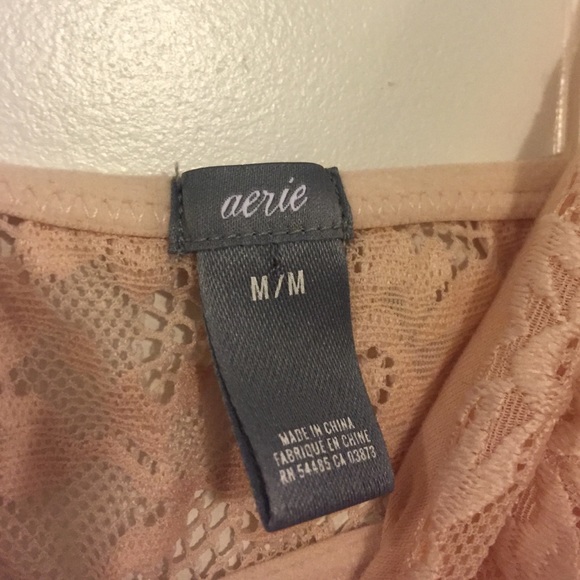 aerie
M/M
MADE IN CHINA
FABRIQUE EN CHINE
RN 54485 CA 03873